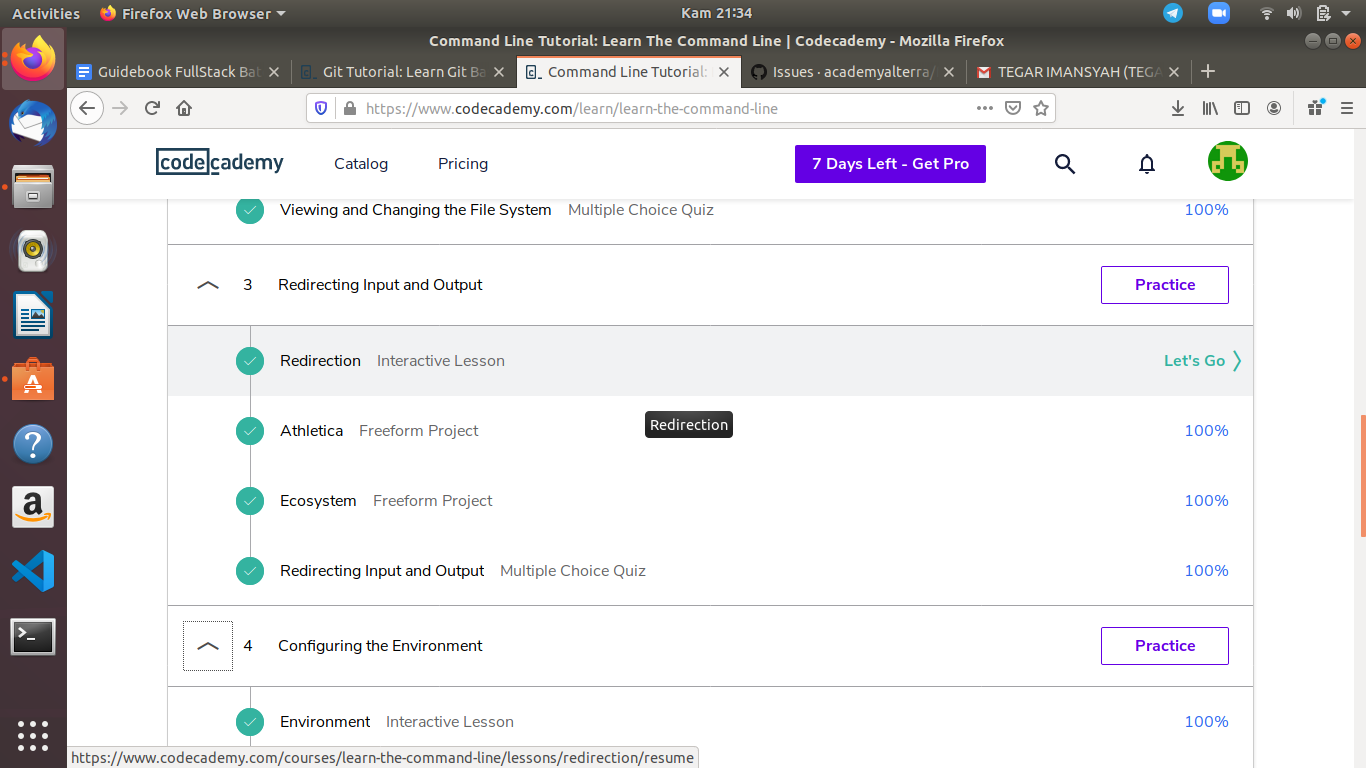 Activities Firefox Web Browser Kam 21:34
Command Line Tutorial: Learn The Command Line | Codecademy - Mozilla Firefox
Guidebook FullStack Bat Git Tutorial: Learn Git Ba Command Line Tutorial: Issues · academyalterra/ TEGAR IMANSYAH (TEGA
https://www.codecademy.com/learn/learn-the-command-line
codecademy Catalog Pricing 7 Days Left - Get Pro
Viewing and Changing the File System Multiple Choice Quiz 100%
3 Redirecting Input and Output Practice
Redirection Interactive Lesson Let's Go
Redirection
Athletica Freeform Project 100%
Ecosystem Freeform Project 100%
Redirecting Input and Output Multiple Choice Quiz 100%
4 Configuring the Environment Practice
Environment Interactive Lesson 100%
https://www.codecademy.com/courses/learn-the-command-line/lessons/redirection/resume